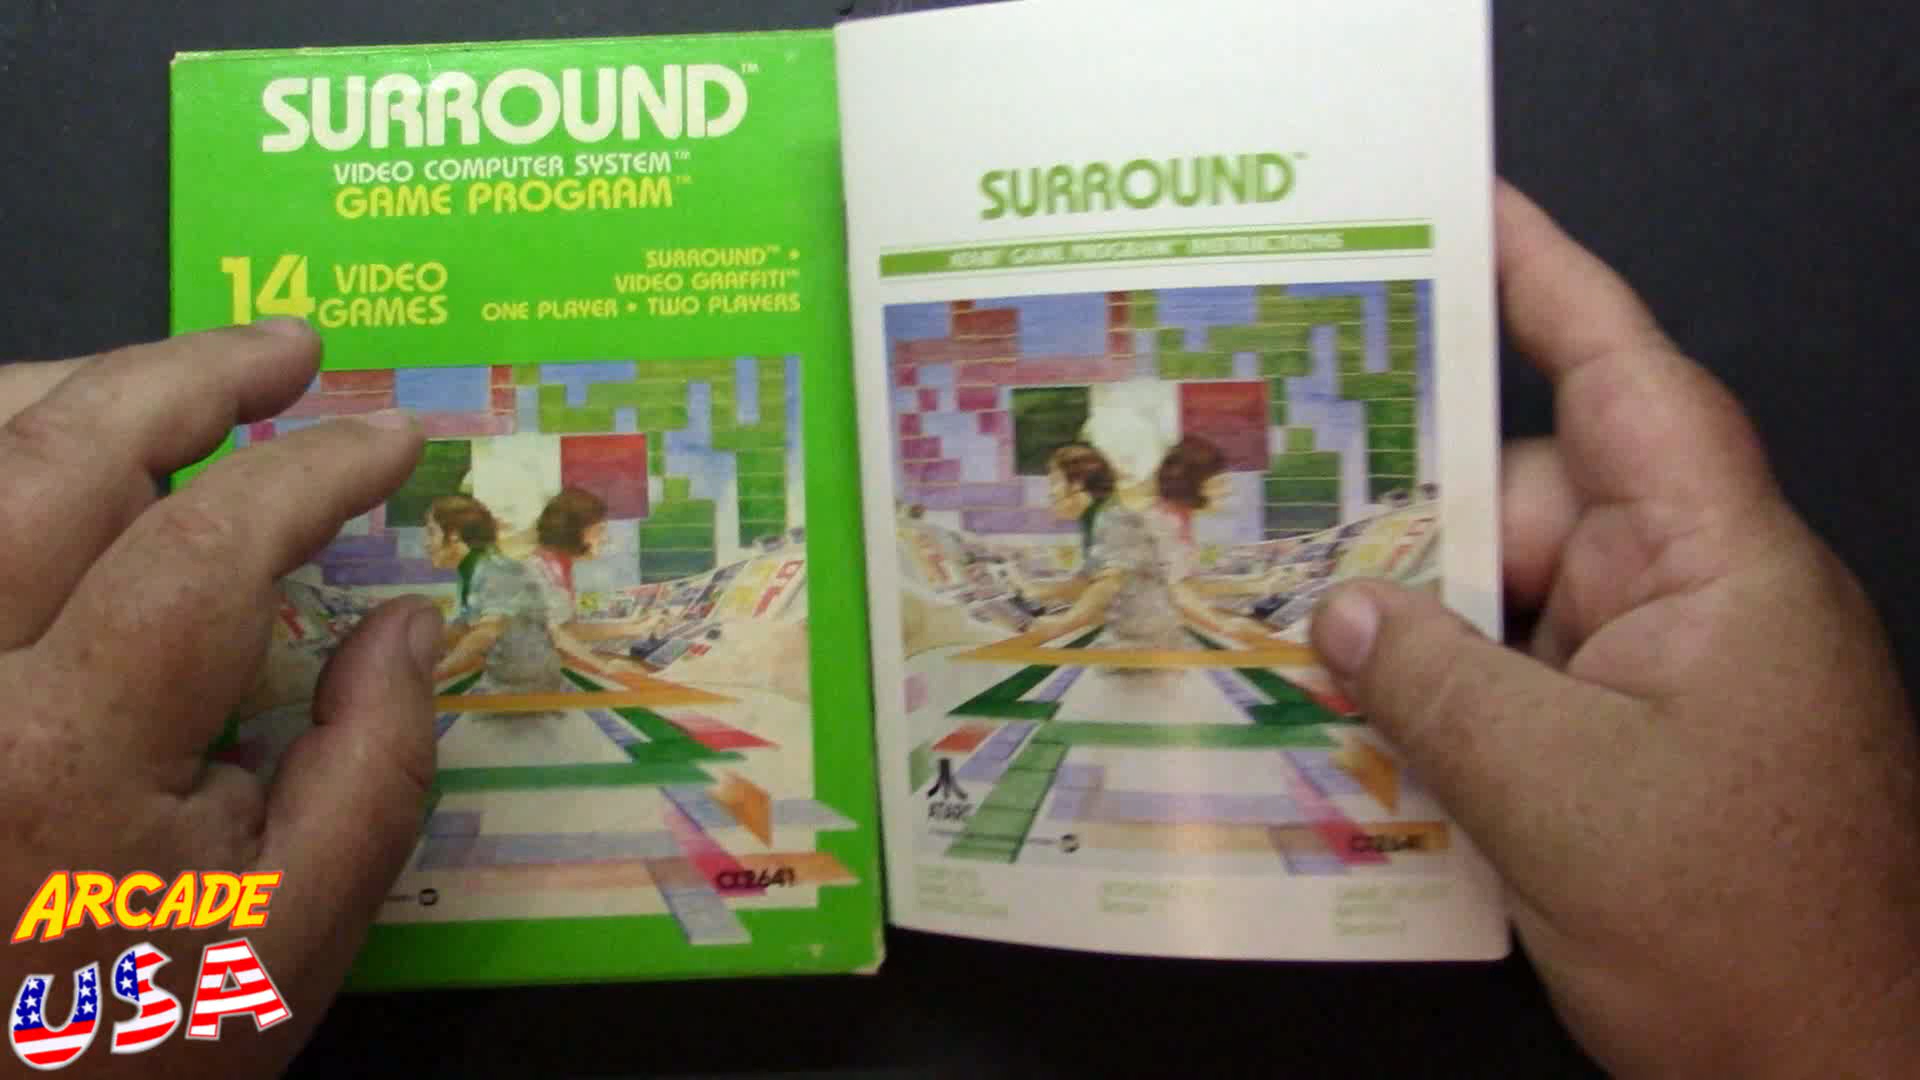 SURROUND™
VIDEO COMPUTER SYSTEM™
GAME PROGRAM™
14 VIDEO GAMES
SURROUND™ •
VIDEO GRAFFITI™
ONE PLAYER • TWO PLAYERS
CX2641
SURROUND™
ATARI® GAME PROGRAM™ INSTRUCTIONS
ATARI®
CX2641
ARCADE
USA